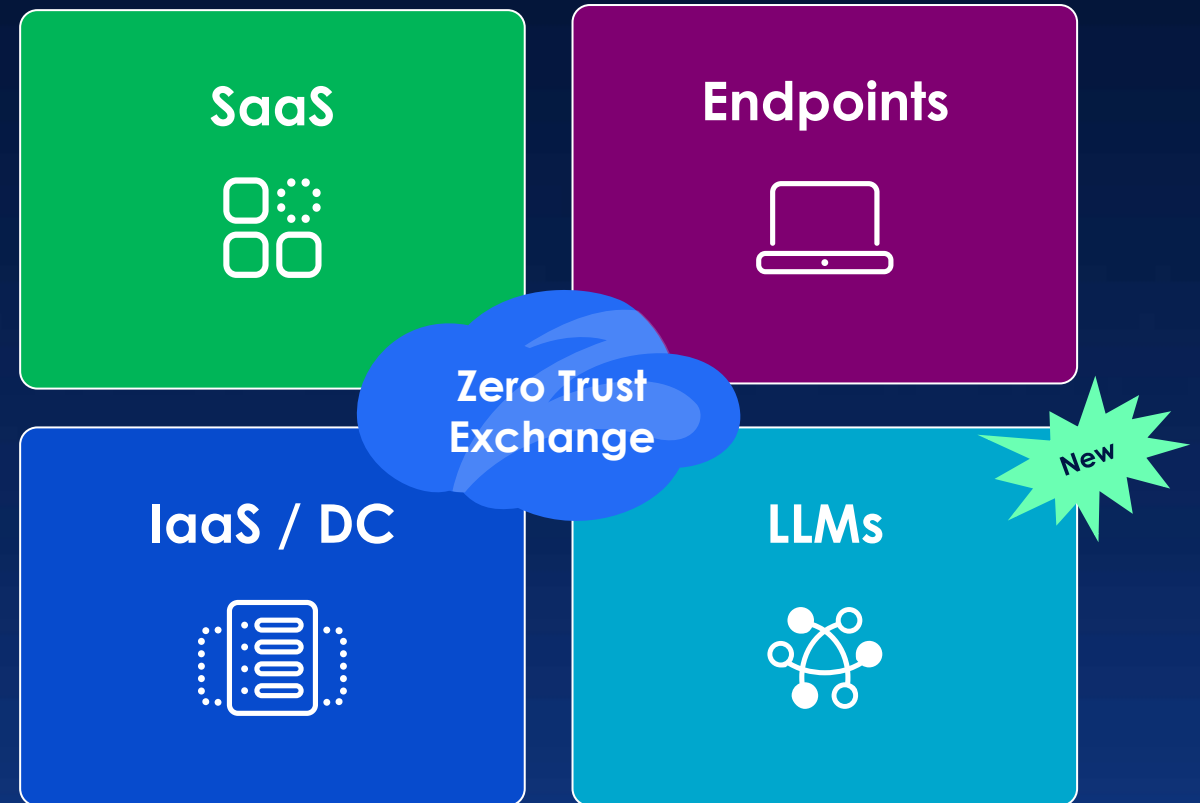 SaaS
Endpoints
Zero Trust
Exchange
New
IaaS / DC
LLMs